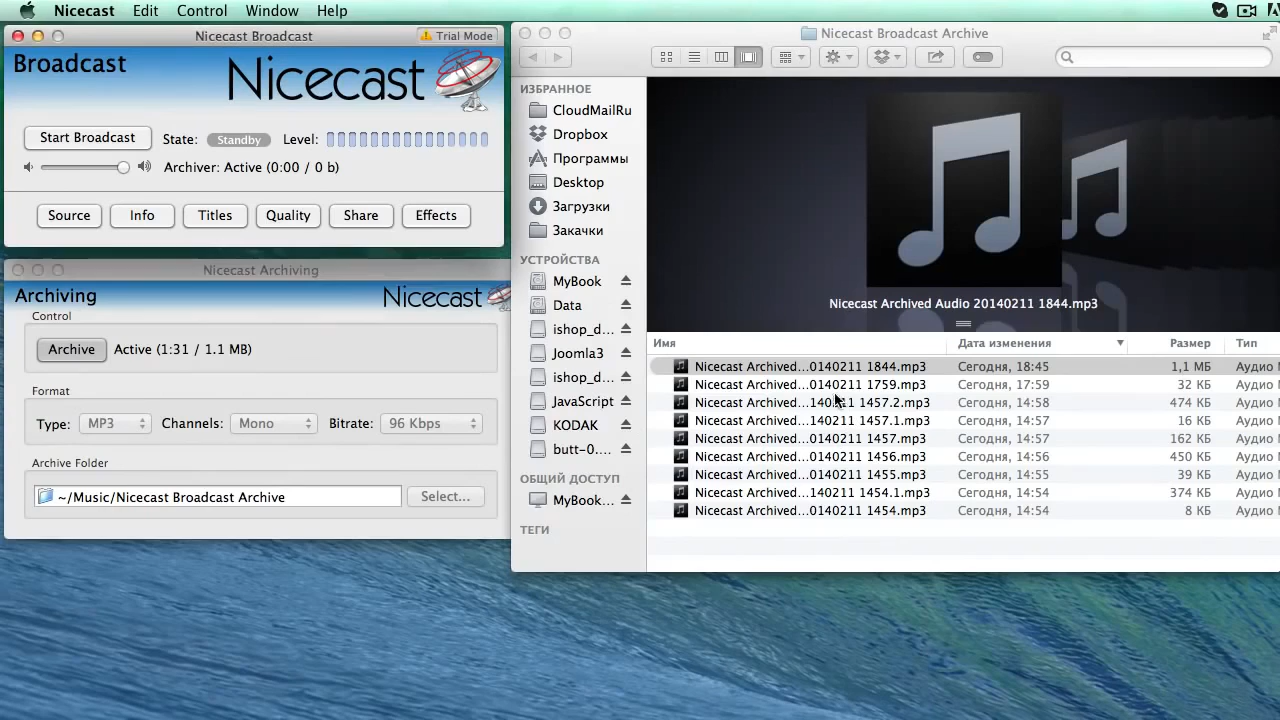 Nicecast Edit Control Window Help
Nicecast Broadcast
Trial Mode
Broadcast
Nicecast
Start Broadcast State: Standby Level:
Archiver: Active (0:00 / 0 b)
Source Info Titles Quality Share Effects
Nicecast Archiving
Archiving
Nicecast
Control
Archive Active (1:31 / 1.1 MB)
Format
Type: MP3 Channels: Mono Bitrate: 96 Kbps
Archive Folder
~/Music/Nicecast Broadcast Archive Select...
Nicecast Broadcast Archive
ИЗБРАННОЕ
CloudMailRu
Dropbox
Программы
Desktop
Загрузки
Закачки
УСТРОЙСТВА
MyBook
Data
ishop_d...
Joomla3
ishop_d...
JavaScript
KODAK
butt-0....
ОБЩИЙ ДОСТУП
MyBook...
ТЕГИ
Nicecast Archived Audio 20140211 1844.mp3
Имя Дата изменения Размер Тип
Nicecast Archived...0140211 1844.mp3 Сегодня, 18:45 1,1 МБ Аудио
Nicecast Archived...0140211 1759.mp3 Сегодня, 17:59 32 КБ Аудио
Nicecast Archived...140211 1457.2.mp3 Сегодня, 14:58 474 КБ Аудио
Nicecast Archived...140211 1457.1.mp3 Сегодня, 14:57 16 КБ Аудио
Nicecast Archived...0140211 1457.mp3 Сегодня, 14:57 162 КБ Аудио
Nicecast Archived...0140211 1456.mp3 Сегодня, 14:56 450 КБ Аудио
Nicecast Archived...0140211 1455.mp3 Сегодня, 14:55 39 КБ Аудио
Nicecast Archived...140211 1454.1.mp3 Сегодня, 14:54 374 КБ Аудио
Nicecast Archived...0140211 1454.mp3 Сегодня, 14:54 8 КБ Аудио